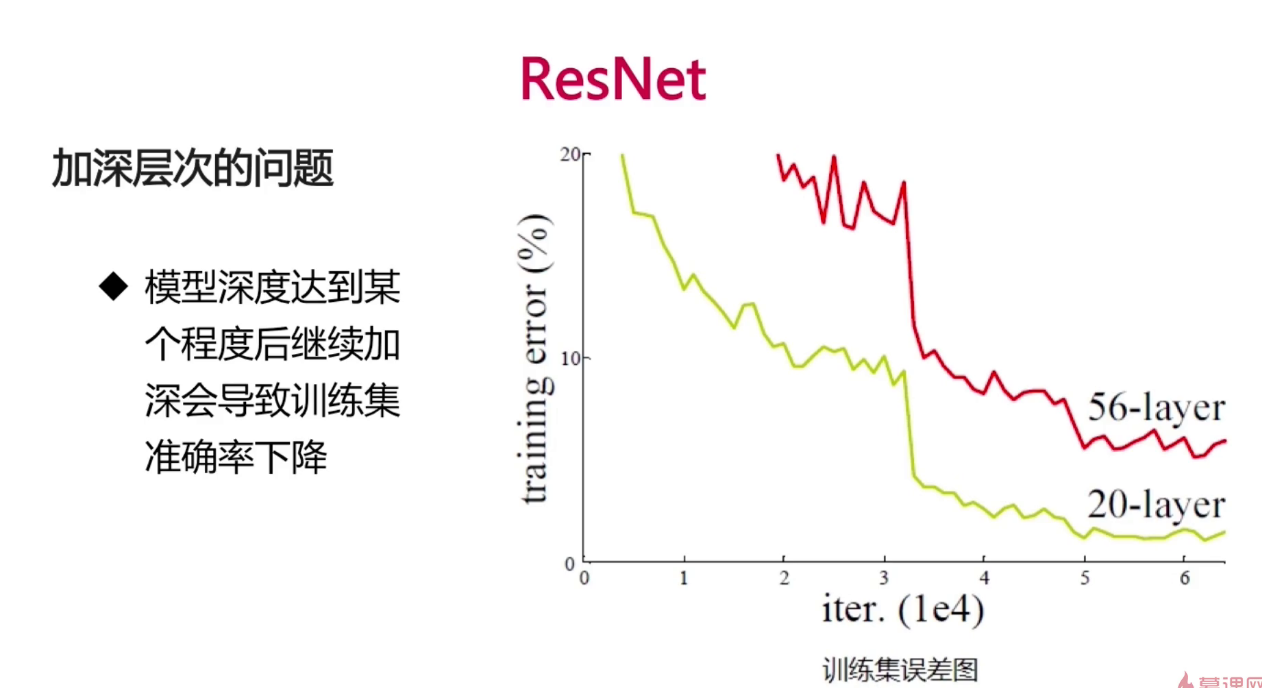 ResNet
加深层次的问题
◆ 模型深度达到某
个程度后继续加
深会导致训练集
准确率下降
20
10
0
training error (%)
56-layer
20-layer
0 1 2 3 4 5 6
iter. (1e4)
训练集误差图
慕课网